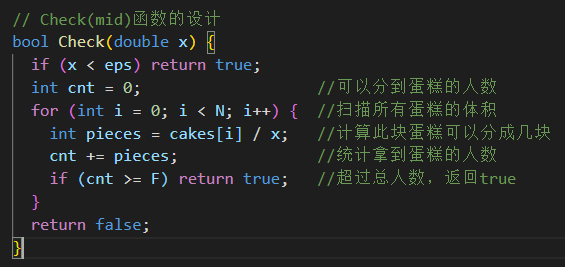 // Check(mid)函数的设计
bool Check(double x) {
if (x < eps) return true;
int cnt = 0; //可以分到蛋糕的人数
for (int i = 0; i < N; i++) { //扫描所有蛋糕的体积
int pieces = cakes[i] / x; //计算此块蛋糕可以分成几块
cnt += pieces; //统计拿到蛋糕的人数
if (cnt >= F) return true; //超过总人数，返回true
}
return false;
}